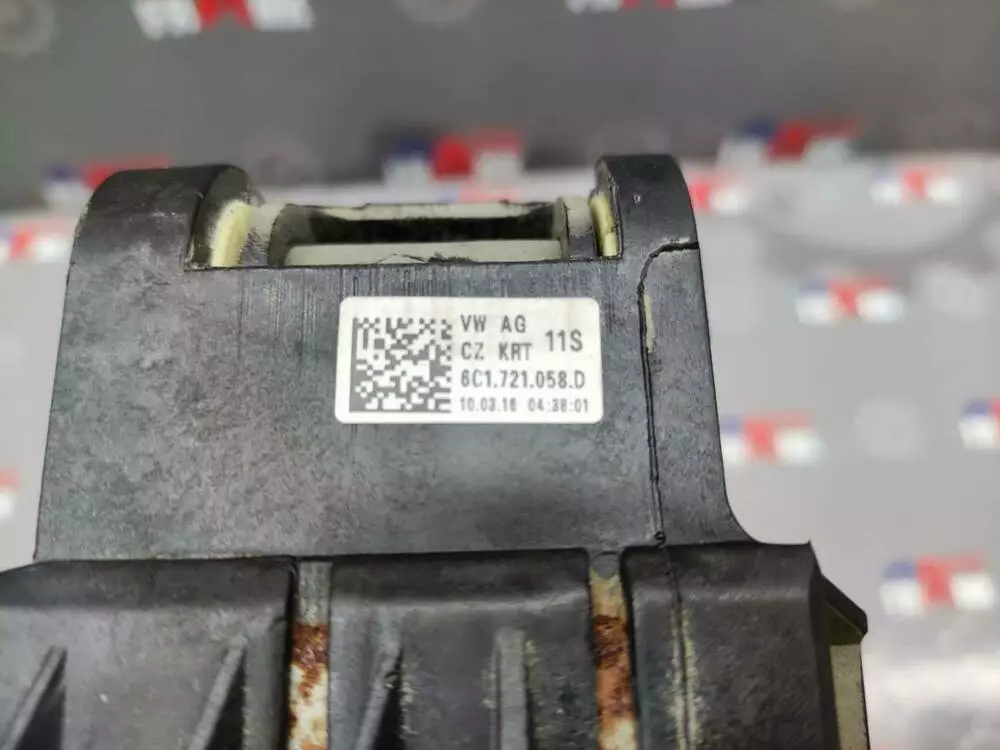 VW AG
CZ KRT 11S
6C1.721.058.D
10.03.16 04:38:01